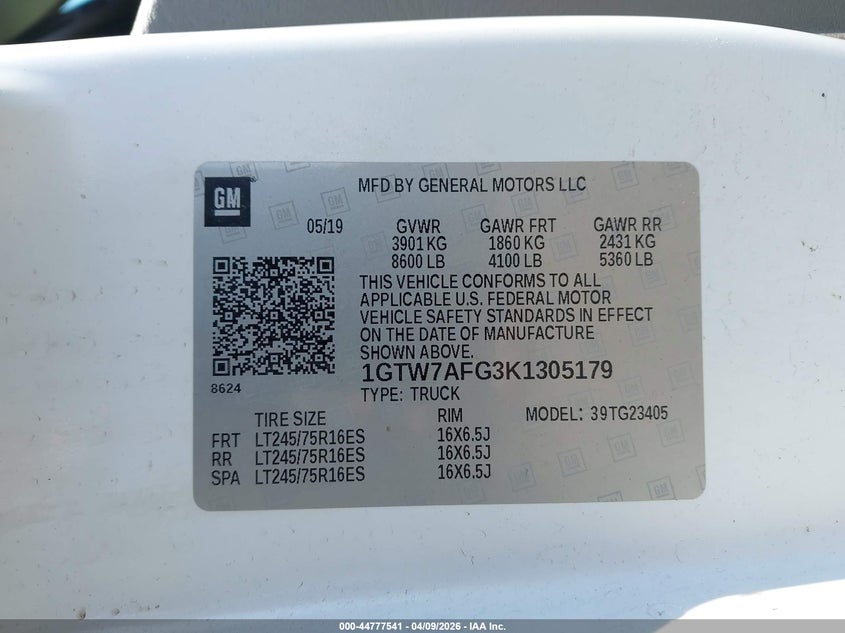 GM
MFD BY GENERAL MOTORS LLC
05/19 GVWR GAWR FRT GAWR RR
3901 KG 1860 KG 2431 KG
8600 LB 4100 LB 5360 LB
THIS VEHICLE CONFORMS TO ALL
APPLICABLE U.S. FEDERAL MOTOR
VEHICLE SAFETY STANDARDS IN EFFECT
ON THE DATE OF MANUFACTURE
SHOWN ABOVE.
1GTW7AFG3K1305179
8624
TYPE: TRUCK
TIRE SIZE RIM MODEL: 39TG23405
FRT LT245/75R16ES 16X6.5J
RR LT245/75R16ES 16X6.5J
SPA LT245/75R16ES 16X6.5J
000-44777541 | 04/09/2026 | IAA Inc.